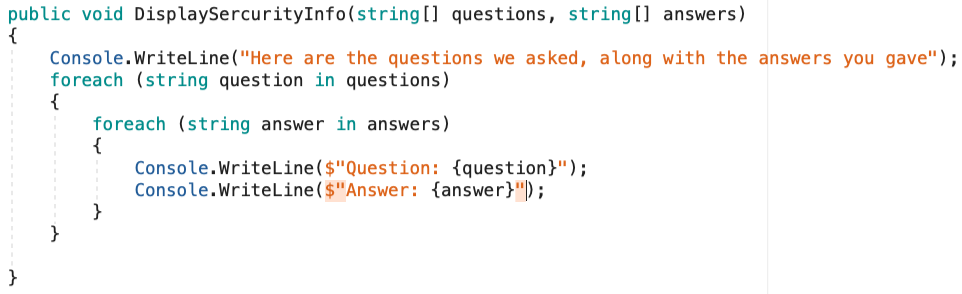 public void DisplaySercurityInfo(string[] questions, string[] answers)
{
    Console.WriteLine("Here are the questions we asked, along with the answers you gave");
    foreach (string question in questions)
    {
        foreach (string answer in answers)
        {
            Console.WriteLine($"Question: {question}");
            Console.WriteLine($"Answer: {answer}");
        }
    }

}